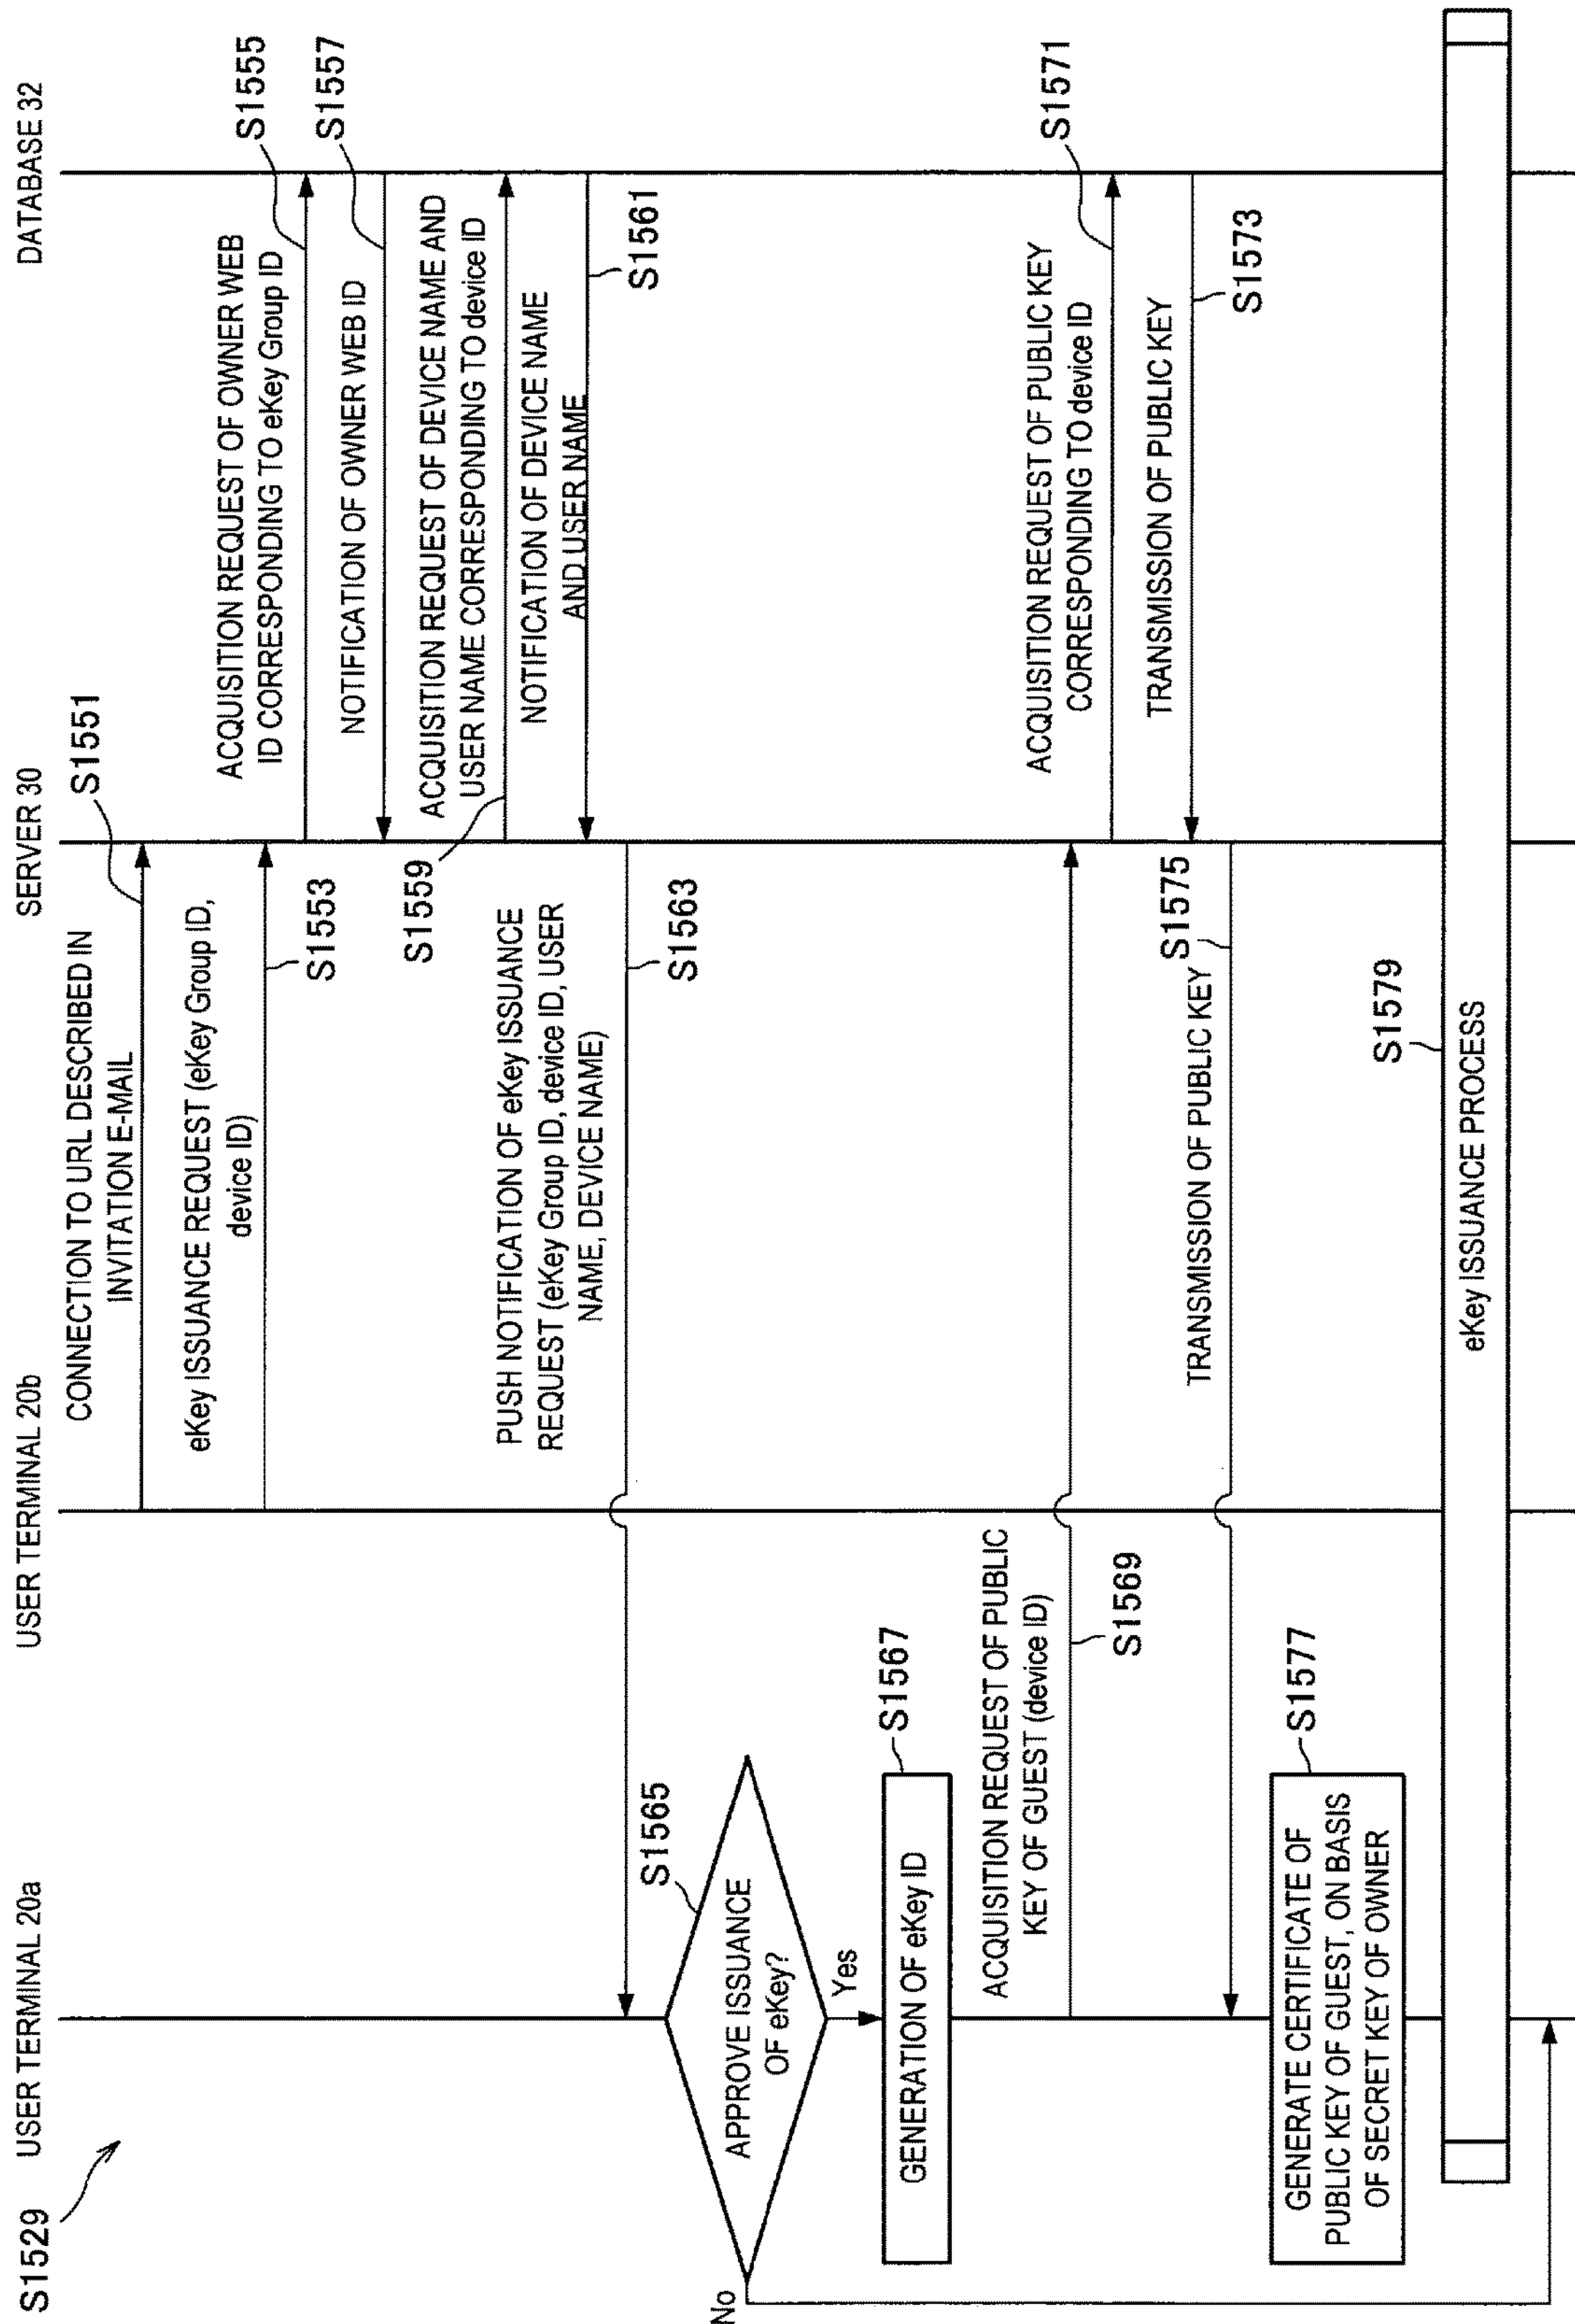 S1529
USER TERMINAL 20a
USER TERMINAL 20b
SERVER 30
DATABASE 32
CONNECTION TO URL DESCRIBED IN
INVITATION E-MAIL
S1551
eKey ISSUANCE REQUEST (eKey Group ID,
device ID)
S1553
ACQUISITION REQUEST OF OWNER WEB
ID CORRESPONDING TO eKey Group ID
S1555
NOTIFICATION OF OWNER WEB ID
S1557
ACQUISITION REQUEST OF DEVICE NAME AND
USER NAME CORRESPONDING TO device ID
S1559
NOTIFICATION OF DEVICE NAME
AND USER NAME
S1561
PUSH NOTIFICATION OF eKey ISSUANCE
REQUEST (eKey Group ID, device ID, USER
NAME, DEVICE NAME)
S1563
APPROVE ISSUANCE
OF eKey?
S1565
No
Yes
GENERATION OF eKey ID
S1567
ACQUISITION REQUEST OF PUBLIC
KEY OF GUEST (device ID)
S1569
ACQUISITION REQUEST OF PUBLIC KEY
CORRESPONDING TO device ID
S1571
TRANSMISSION OF PUBLIC KEY
S1573
TRANSMISSION OF PUBLIC KEY
S1575
GENERATE CERTIFICATE OF
PUBLIC KEY OF GUEST, ON BASIS
OF SECRET KEY OF OWNER
S1577
eKey ISSUANCE PROCESS
S1579